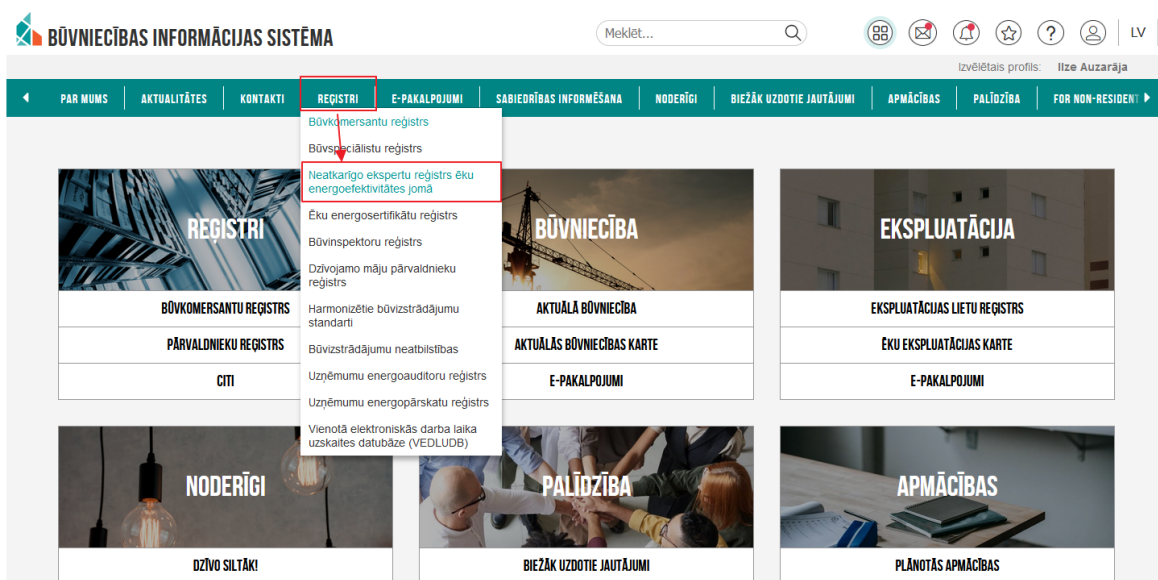 BŪVNIECĪBAS INFORMĀCIJAS SISTĒMA
Meklēt...
LV
Izvēlētais profils: Ilze Auzarāja
PAR MUMS
AKTUALITĀTES
KONTAKTI
REĢISTRI
E-PAKALPOJUMI
SABIEDRĪBAS INFORMĒŠANA
NODERĪGI
BIEŽĀK UZDOTIE JAUTĀJUMI
APMĀCĪBAS
PALĪDZĪBA
FOR NON-RESIDENT
Būvkomersantu reģistrs
Būvspeciālistu reģistrs
Neatkarīgo ekspertu reģistrs ēku
energoefektivitātes jomā
Ēku energosertifikātu reģistrs
Būvinspektoru reģistrs
Dzīvojamo māju pārvaldnieku
reģistrs
Harmonizētie būvizstrādājumu
standarti
Būvizstrādājumu neatbilstības
Uzņēmumu energoauditoru reģistrs
Uzņēmumu energopārskatu reģistrs
Vienotā elektroniskās darba laika
uzskaites datubāze (VEDLUDB)
REĢISTRI
BŪVKOMERSANTU REĢISTRS
PĀRVALDNIEKU REĢISTRS
CITI
BŪVNIECĪBA
AKTUĀLĀ BŪVNIECĪBA
AKTUĀLĀS BŪVNIECĪBAS KARTE
E-PAKALPOJUMI
EKSPLUATĀCIJA
EKSPLUATĀCIJAS LIETU REĢISTRS
ĒKU EKSPLUATĀCIJAS KARTE
E-PAKALPOJUMI
NODERĪGI
DZĪVO SILTĀK!
PALĪDZĪBA
BIEŽĀK UZDOTIE JAUTĀJUMI
APMĀCĪBAS
PLĀNOTĀS APMĀCĪBAS